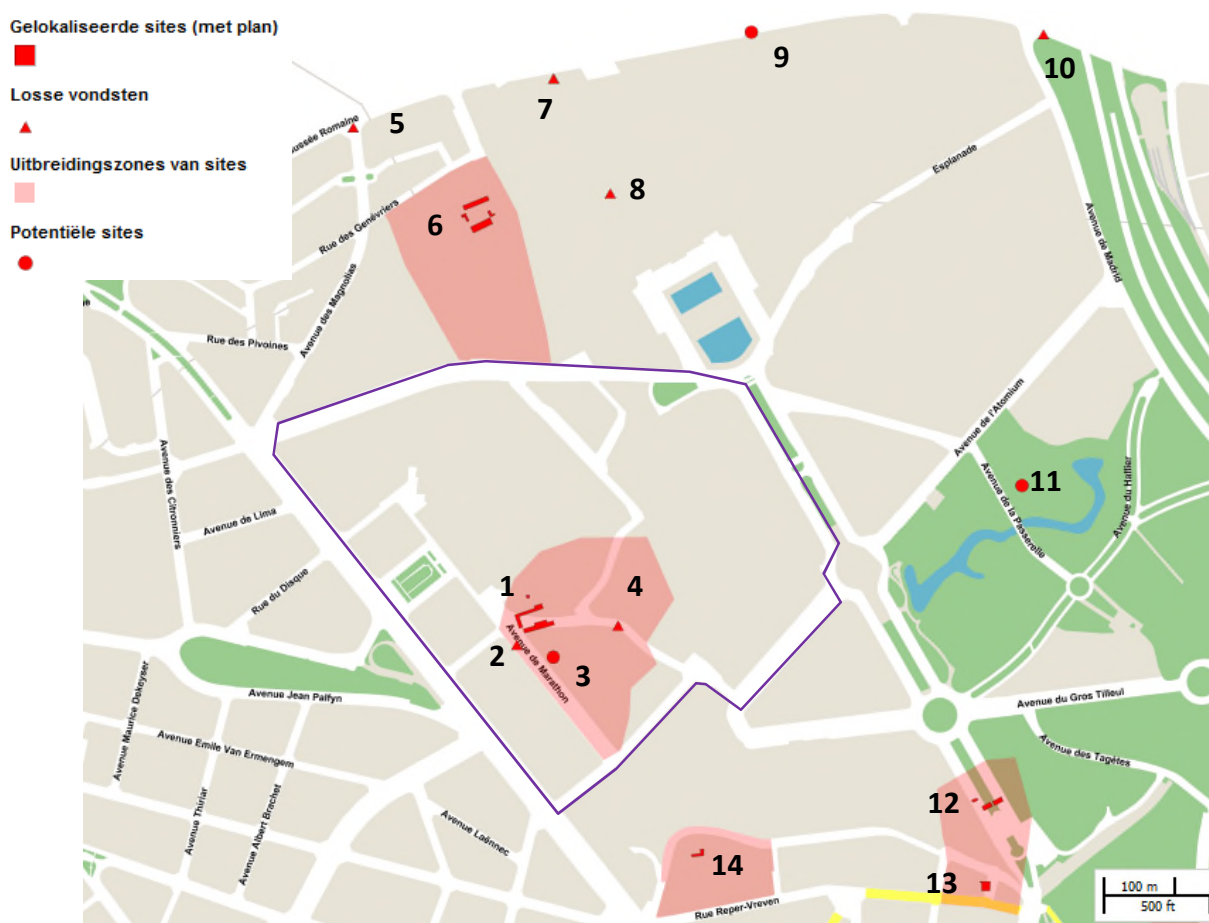 Gelokaliseerde sites (met plan)
Losse vondsten
Uitbreidingszones van sites
Potentiële sites
9
10
7
5
ussée Romaine
8
Esplanade
6
Rue des Genévriers
Avenue de Madrid
Avenue des Magnolias
Rue des Pivoines
Avenue de l'Atomium
Avenue des Citronniers
Avenue de la Passerelle
Avenue du Hallier
11
Avenue de Lima
Rue du Disque
1
4
2
3
Avenue de Marathon
Avenue Maurice Dekeyser
Avenue Jean Palfyn
Avenue du Gros Tilleul
Avenue Emile Van Ermengem
Avenue des Tagètes
Avenue Thiriar
Avenue Albert Brachet
12
Avenue Laënnec
14
13
100 m
500 ft
Rue Reper-Vreven